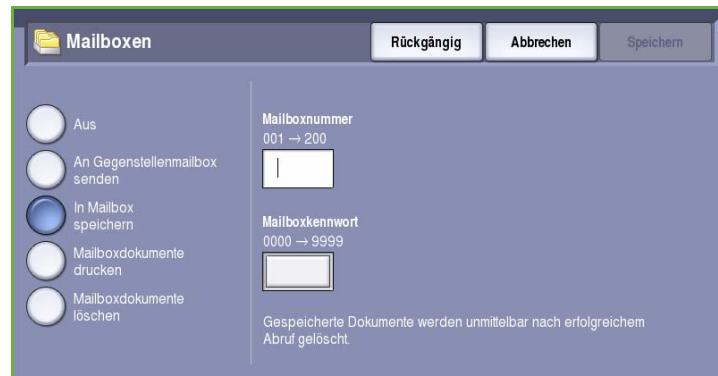 Mailboxen
Rückgängig
Abbrechen
Speichern
Aus
An Gegenstellenmailbox
senden
In Mailbox
speichern
Mailboxdokumente
drucken
Mailboxdokumente
löschen
Mailboxnummer
001 → 200
Mailboxkennwort
0000 → 9999
Gespeicherte Dokumente werden unmittelbar nach erfolgreichem
Abruf gelöscht.